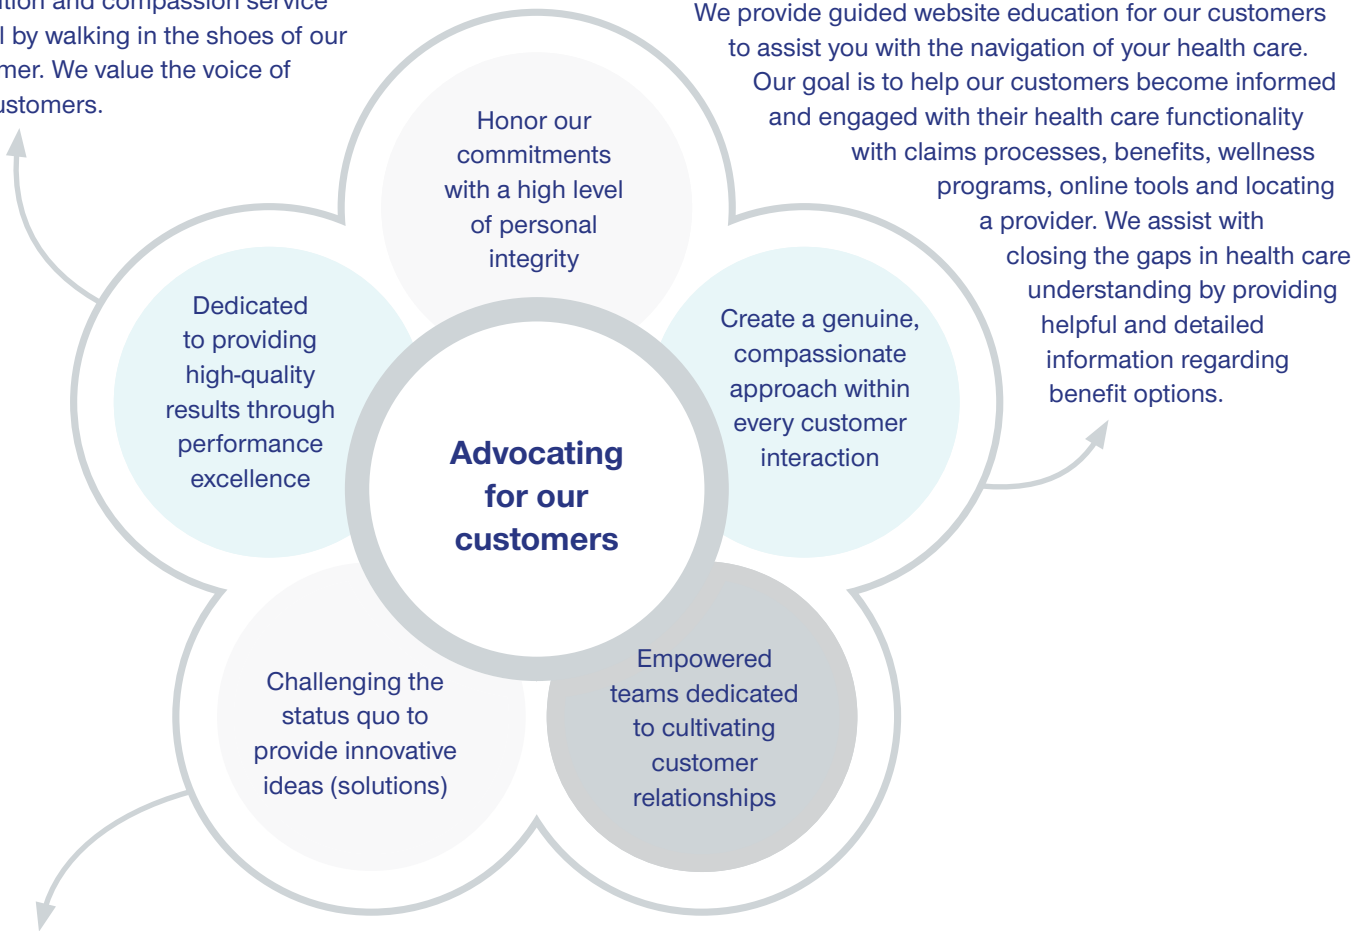 and compassion service
by walking in the shoes of our
We value the voice of
We provide guided website education for our customers
to assist you with the navigation of your health care.
Our goal is to help our customers become informed
and engaged with their health care functionality
with claims processes, benefits, wellness
programs, online tools and locating
a provider. We assist with
closing the gaps in health care
understanding by providing
helpful and detailed
information regarding
benefit options.
Honor our
commitments
with a high level
of personal
integrity
Dedicated
to providing
high-quality
results through
performance
excellence
Create a genuine,
compassionate
approach within
every customer
interaction
Advocating
for our
customers
Challenging the
status quo to
provide innovative
ideas (solutions)
Empowered
teams dedicated
to cultivating
customer
relationships